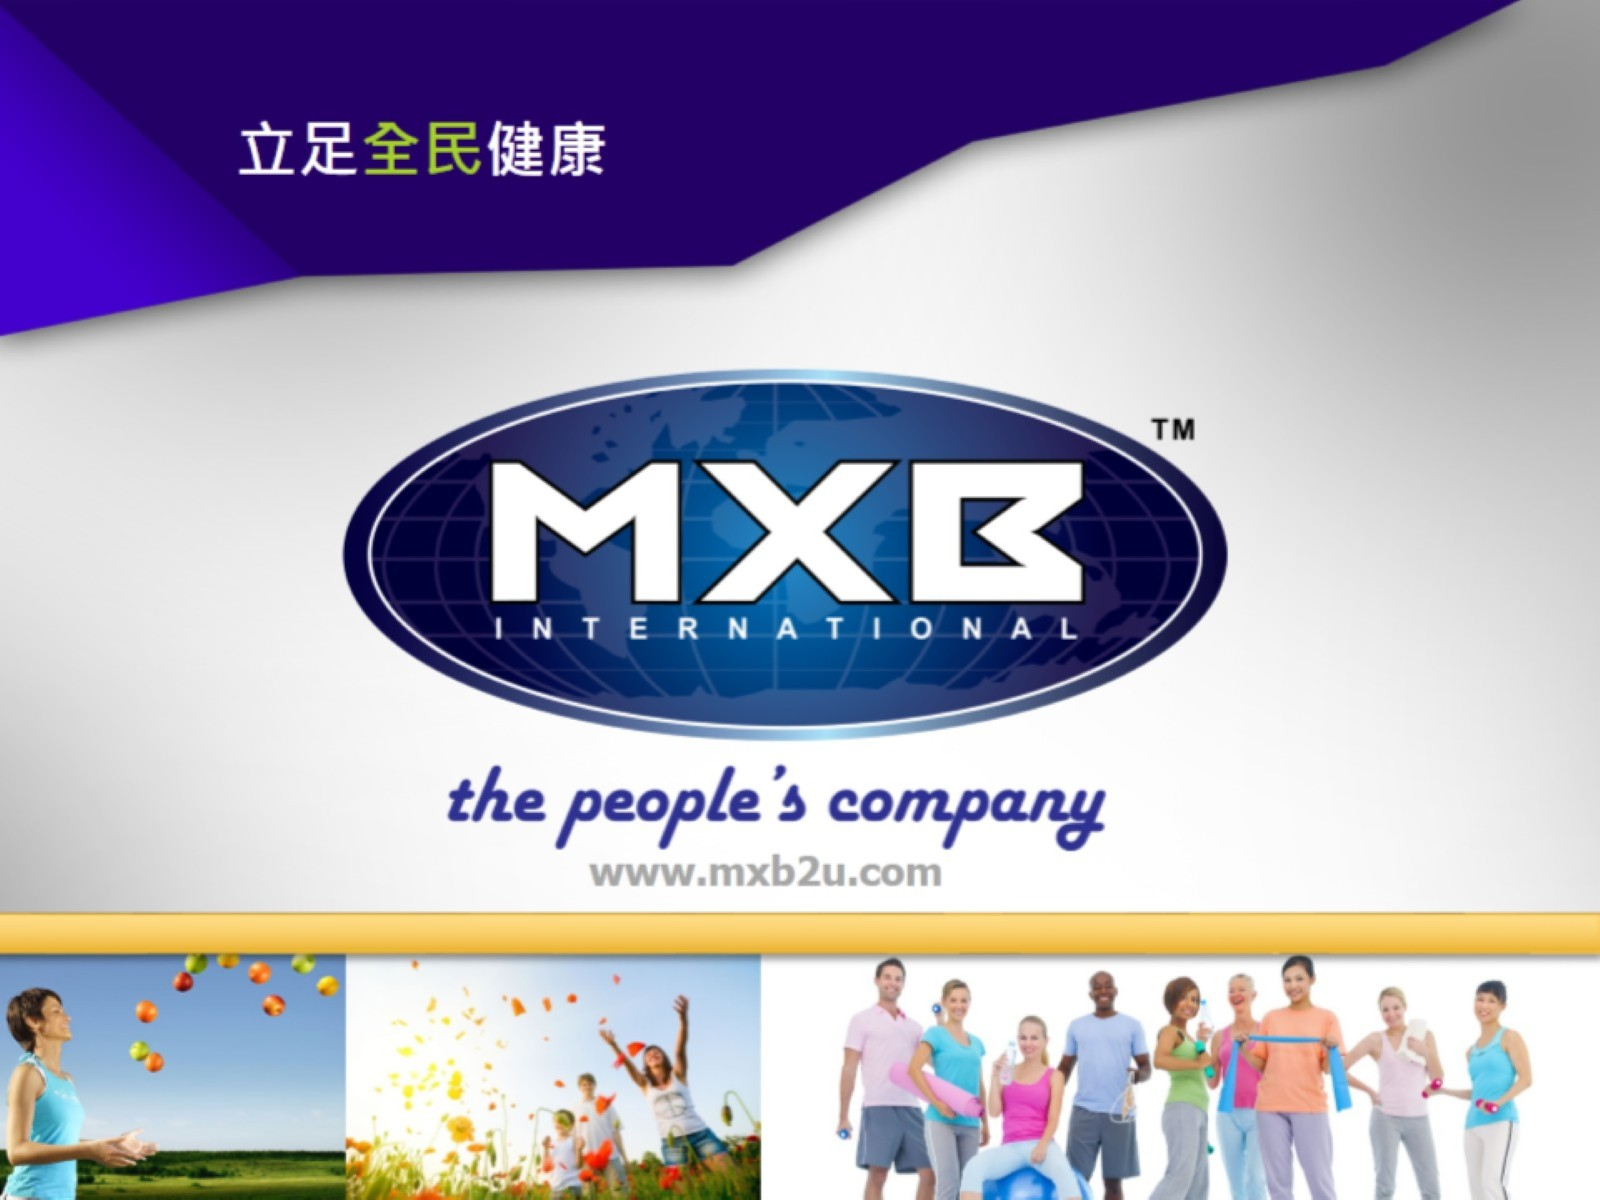 立足全民健康
TM
MXB
INTERNATIONAL
the people's company
www.mxb2u.com